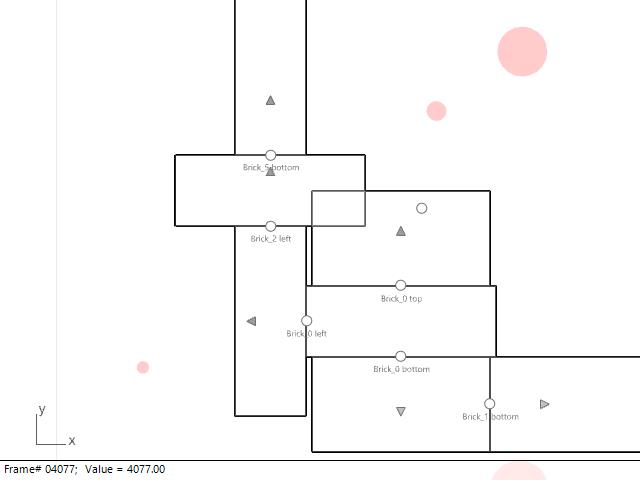 Brick_5 bottom
Brick_2 left
Brick_0 top
Brick_0 left
Brick_0 bottom
Brick_1 bottom
y
x
Frame# 04077; Value = 4077.00